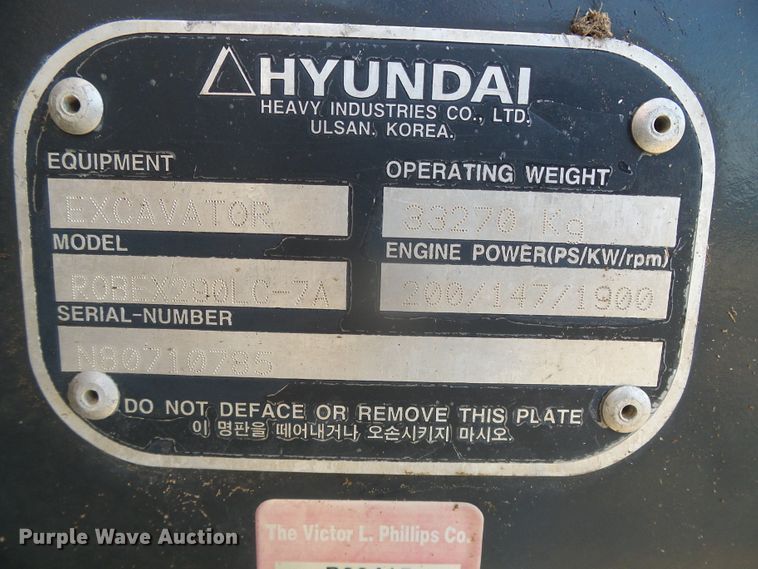 HYUNDAI
HEAVY INDUSTRIES CO., LTD.
ULSAN. KOREA.
EQUIPMENT
EXCAVATOR
OPERATING WEIGHT
33270 Kg
MODEL
ROBEX290LC-7A
ENGINE POWER(PS/KW/rpm)
200/147/1900
SERIAL-NUMBER
N80710785
DO NOT DEFACE OR REMOVE THIS PLATE
이 명판을 떼어내거나 오손시키지 마시오.
The Victor L. Phillips Co.
Purple Wave Auction